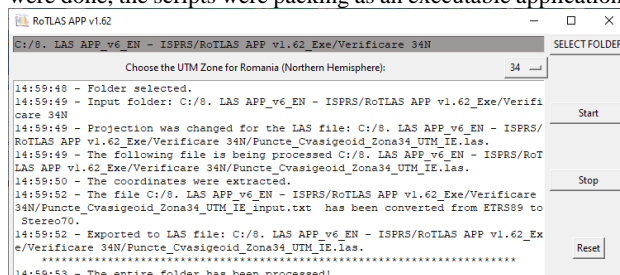 were done, the scripts were packing as an executable application
RoTLAS APP v1.62
C:/8. LAS APP_v6_EN - ISPRS/RoTLAS APP v1.62_Exe/Verificare 34N
SELECT FOLDER
Choose the UTM Zone for Romania (Northern Hemisphere):
34
14:59:48 - Folder selected.
14:59:49 - Input folder: C:/8. LAS APP_v6_EN - ISPRS/RoTLAS APP v1.62_Exe/Verifi
care 34N
14:59:49 - Projection was changed for the LAS file: C:/8. LAS APP_v6_EN - ISPRS/
RoTLAS APP v1.62_Exe/Verificare 34N/Puncte_Cvasigeoid_Zona34_UTM_IE.las.
14:59:49 - The following file is being processed C:/8. LAS APP_v6_EN - ISPRS/RoT
LAS APP v1.62_Exe/Verificare 34N/Puncte_Cvasigeoid_Zona34_UTM_IE.las.
14:59:50 - The coordinates were extracted.
14:59:52 - The file C:/8. LAS APP_v6_EN - ISPRS/RoTLAS APP v1.62_Exe/Verificare
34N/Puncte_Cvasigeoid_Zona34_UTM_IE_input.txt has been converted from ETRS89 to
Stereo70.
14:59:52 - Exported to LAS file: C:/8. LAS APP_v6_EN - ISPRS/RoTLAS APP v1.62_Ex
e/Verificare 34N/Puncte_Cvasigeoid_Zona34_UTM_IE.las.
*************************************************************************
14:59:53 - The entire folder has been processed!
Start
Stop
Reset